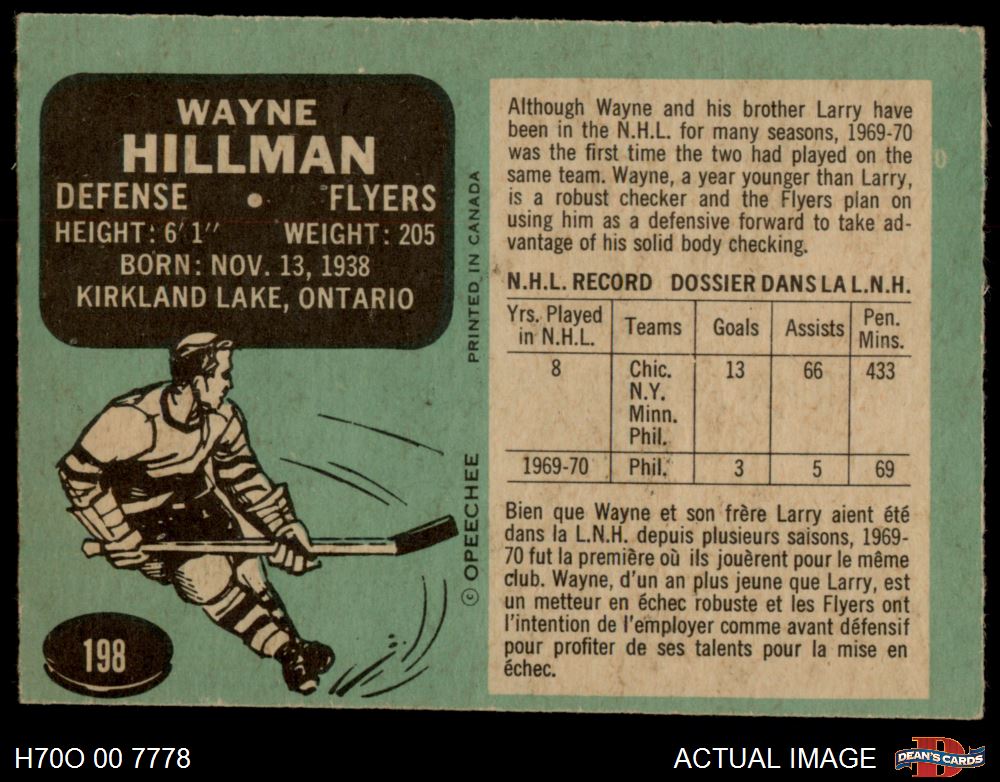 WAYNE
HILLMAN
DEFENSE • FLYERS
HEIGHT: 6'1" WEIGHT: 205
BORN: NOV. 13, 1938
KIRKLAND LAKE, ONTARIO
198
© OPEECHEE PRINTED IN CANADA
Although Wayne and his brother Larry have
been in the N.H.L. for many seasons, 1969-70
was the first time the two had played on the
same team. Wayne, a year younger than Larry,
is a robust checker and the Flyers plan on
using him as a defensive forward to take ad-
vantage of his solid body checking.
N.H.L. RECORD DOSSIER DANS LA L.N.H.
Yrs. Played in N.H.L. Teams Goals Assists Pen. Mins.
8 Chic. 13 66 433
N.Y.
Minn.
Phil.
1969-70 Phil. 3 5 69
Bien que Wayne et son frère Larry aient été
dans la L.N.H. depuis plusieurs saisons, 1969-
70 fut la première où ils jouèrent pour le même
club. Wayne, d'un an plus jeune que Larry, est
un metteur en échec robuste et les Flyers ont
l'intention de l'employer comme avant défensif
pour profiter de ses talents pour la mise en
échec.
H70O 00 7778
ACTUAL IMAGE
D
DEAN'S CARDS